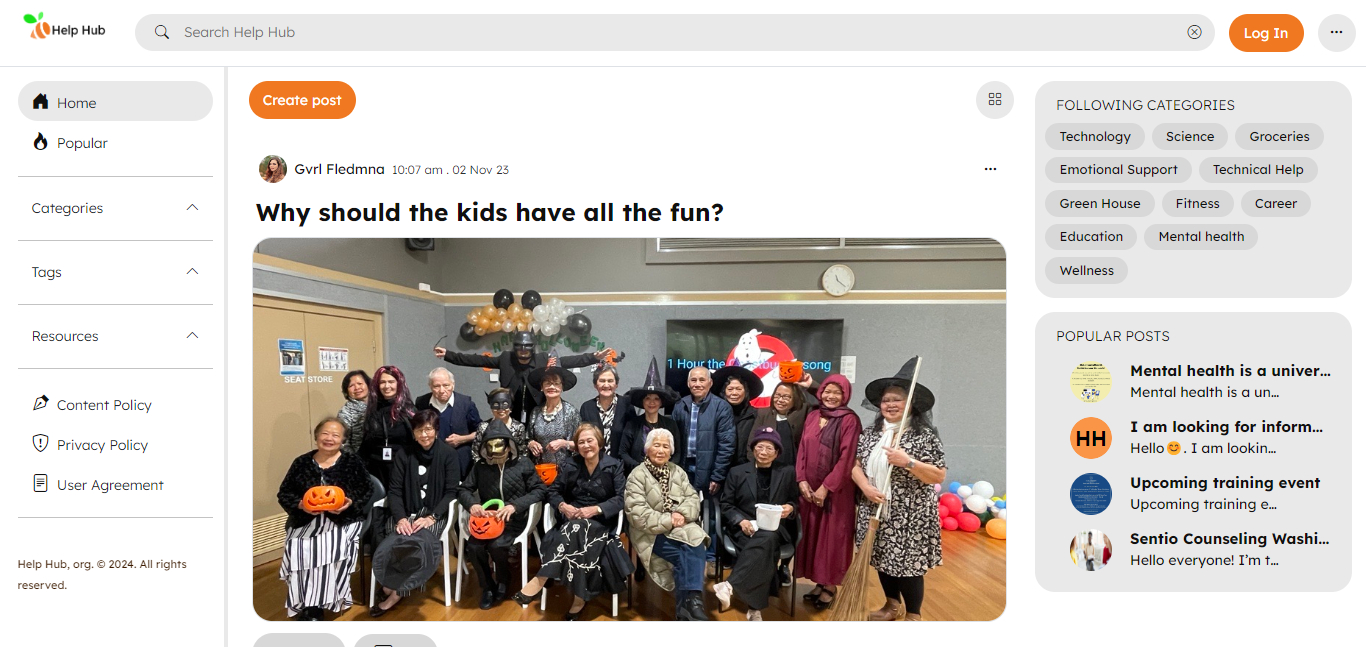 Help Hub
Search Help Hub
Log In
Home
Popular
Categories
Tags
Resources
Content Policy
Privacy Policy
User Agreement
Help Hub, org. © 2024. All rights
reserved.
Create post
Gvrl Fledmna 10:07 am . 02 Nov 23
Why should the kids have all the fun?
SEAT STORE
1 Hour the
song
FOLLOWING CATEGORIES
Technology Science Groceries
Emotional Support Technical Help
Green House Fitness Career
Education Mental health
Wellness
POPULAR POSTS
Mental health is a univer...
Mental health is a un...
HH
I am looking for inform...
Hello😊. I am lookin...
Upcoming training event
Upcoming training e...
Sentio Counseling Washi...
Hello everyone! I'm t...